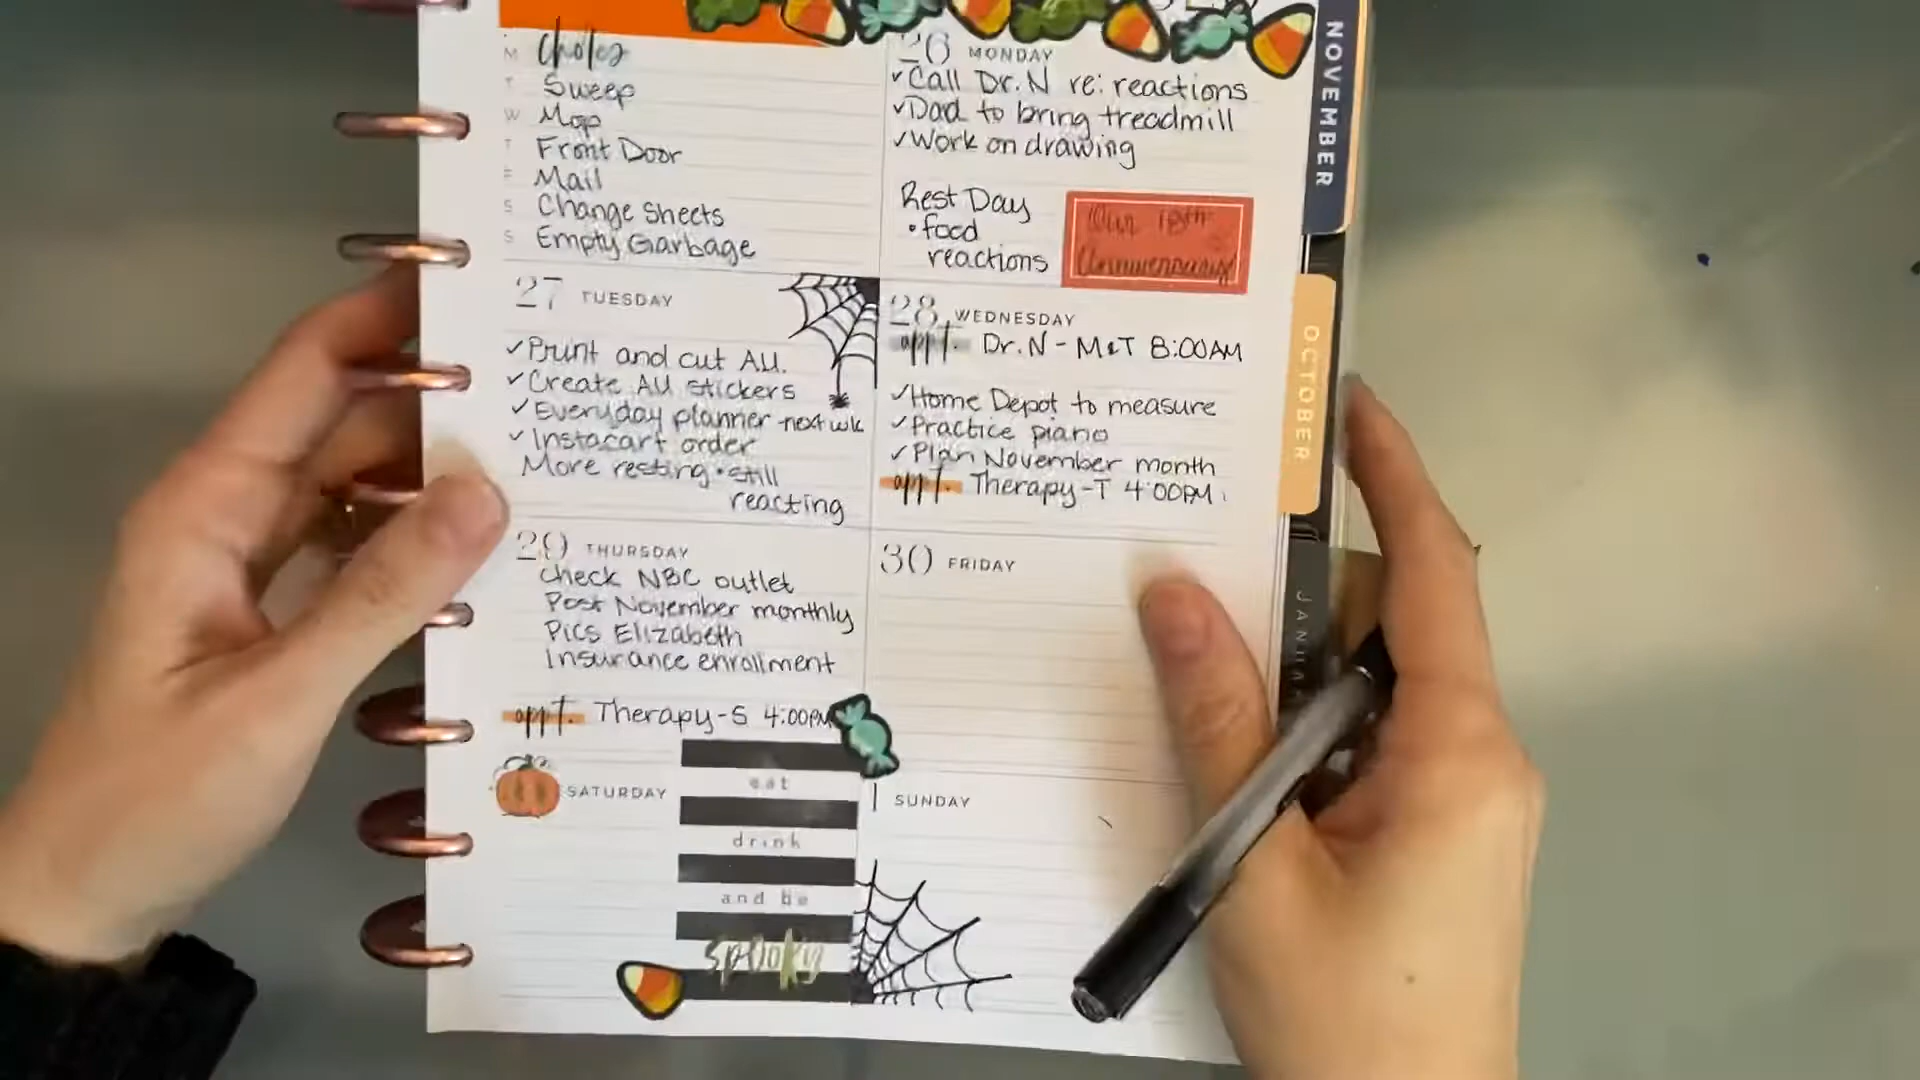 NOVEMBER
OCTOBER
M
T
W
T
F
S
S
Chores
Sweep
Mop
Front Door
Mail
Change Sheets
Empty Garbage
26 MONDAY
✓Call Dr.N re: reactions
✓Dad to bring treadmill
✓Work on drawing
Rest Day
• food
reactions
Our
Anniversary
27 TUESDAY
✓Print and cut AU.
✓Create AU stickers
✓Everyday planner -next wk
✓Instacart order
More resting • still
reacting
28 WEDNESDAY
appt. Dr.N - M&T 8:00AM
✓Home Depot to measure
✓Practice piano
✓Plan November month
appt. Therapy-T 4:00PM
29 THURSDAY
Check NBC outlet
Post November monthly
Pics Elizabeth
Insurance enrollment
appt. Therapy-S 4:00PM
30 FRIDAY
SATURDAY
eat
drink
and be
spooky
1 SUNDAY